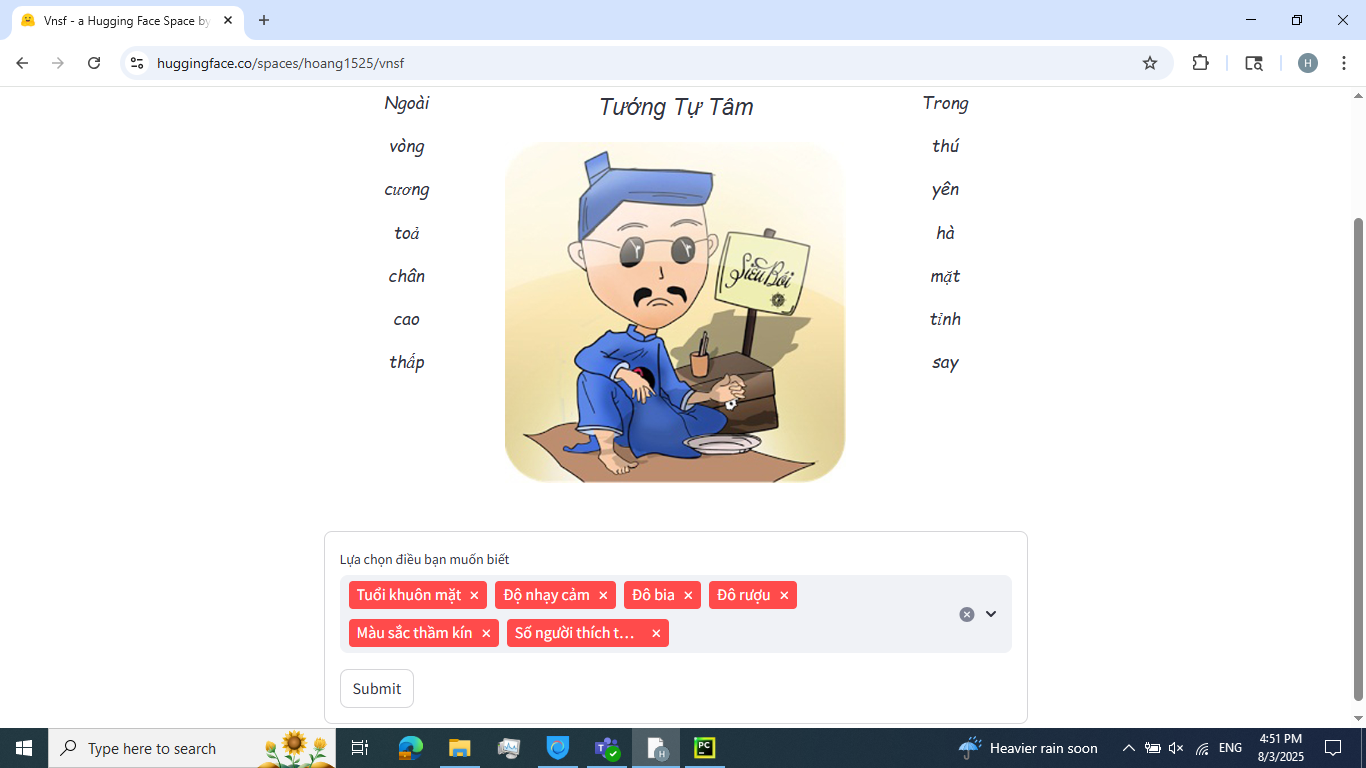 Vnsf - a Hugging Face Space by
huggingface.co/spaces/hoang1525/vnsf
H
Ngoài
Tướng Tự Tâm
Trong
vòng
thú
cương
yên
toả
hà
chân
mặt
cao
tỉnh
thấp
say
Siêu Bói
Lựa chọn điều bạn muốn biết
Tuổi khuôn mặt × Độ nhạy cảm × Đô bia × Đô rượu ×
Màu sắc thầm kín × Số người thích t... ×
Submit
Type here to search
H
PC
Heavier rain soon
ENG
4:51 PM
8/3/2025